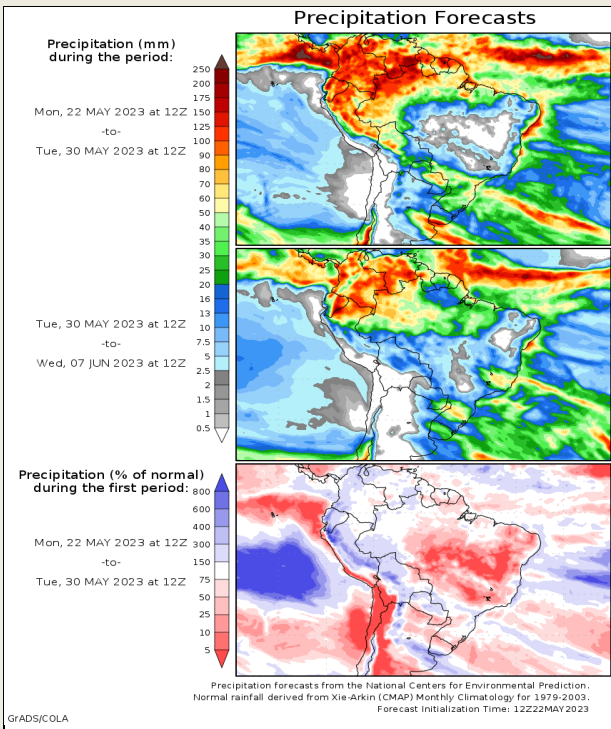 Precipitation Forecasts
Precipitation (mm)
during the period:
Mon, 22 MAY 2023 at 12Z
-to-
Tue, 30 MAY 2023 at 12Z
250
200
175
150
125
100
90
80
70
60
50
40
35
30
25
20
16
13
10
7.5
5
2.5
2
1.5
1
0.5
Tue, 30 MAY 2023 at 12Z
-to-
Wed, 07 JUN 2023 at 12Z
Precipitation (% of normal)
during the first period:
Mon, 22 MAY 2023 at 12Z
-to-
Tue, 30 MAY 2023 at 12Z
800
600
400
300
150
75
50
25
10
5
Precipitation forecasts from the National Centers for Environmental Prediction.
Normal rainfall derived from Xie-Arkin (CMAP) Monthly Climatology for 1979-2003.
Forecast Initialization Time: 12Z22MAY2023
GrADS/COLA